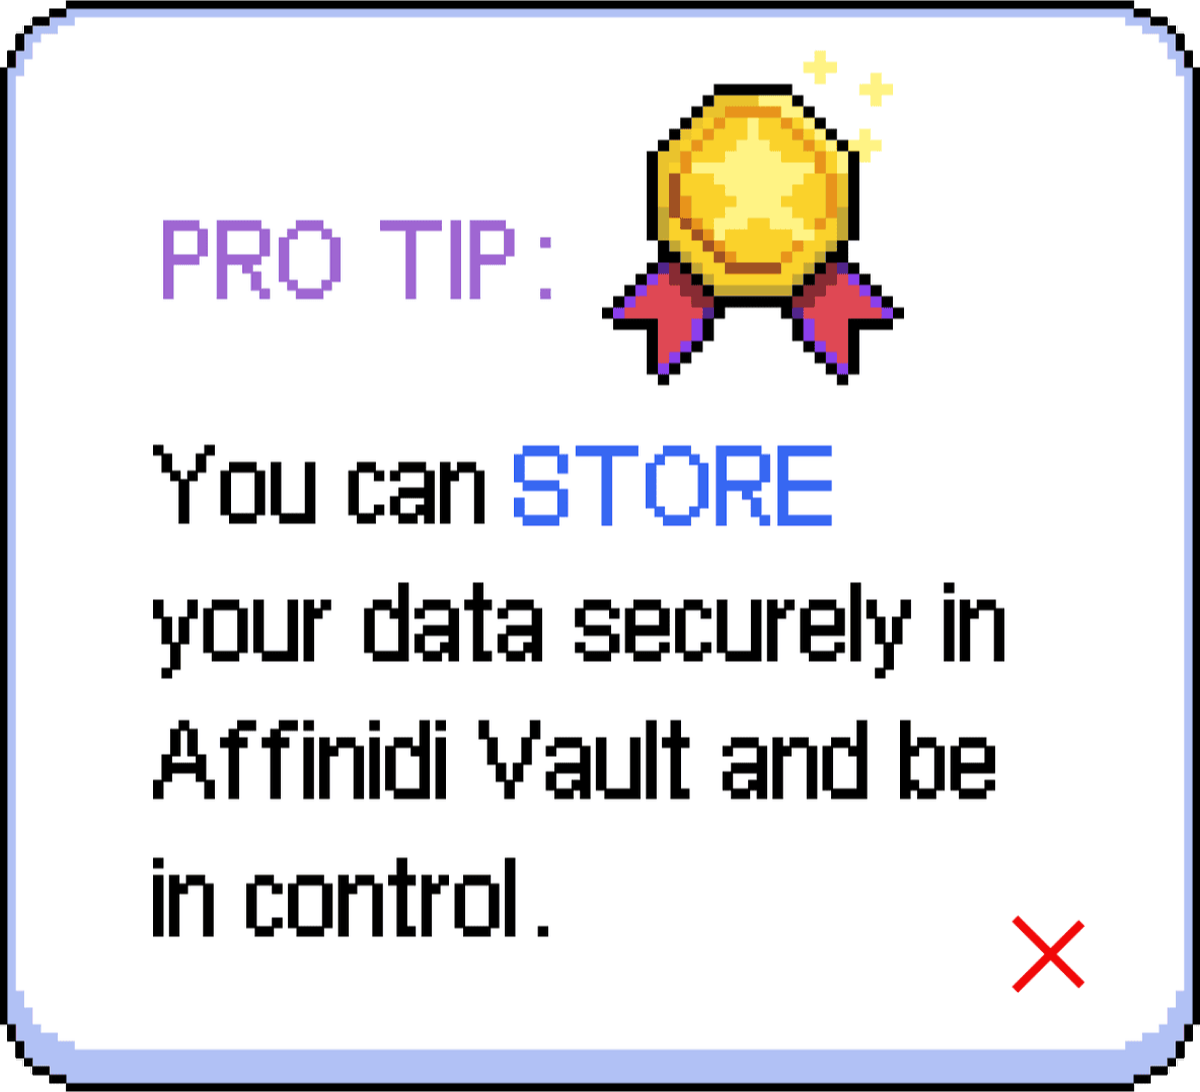 PRO TIP:
You can STORE
your data securely in
Affinidi Vault and be
in control.